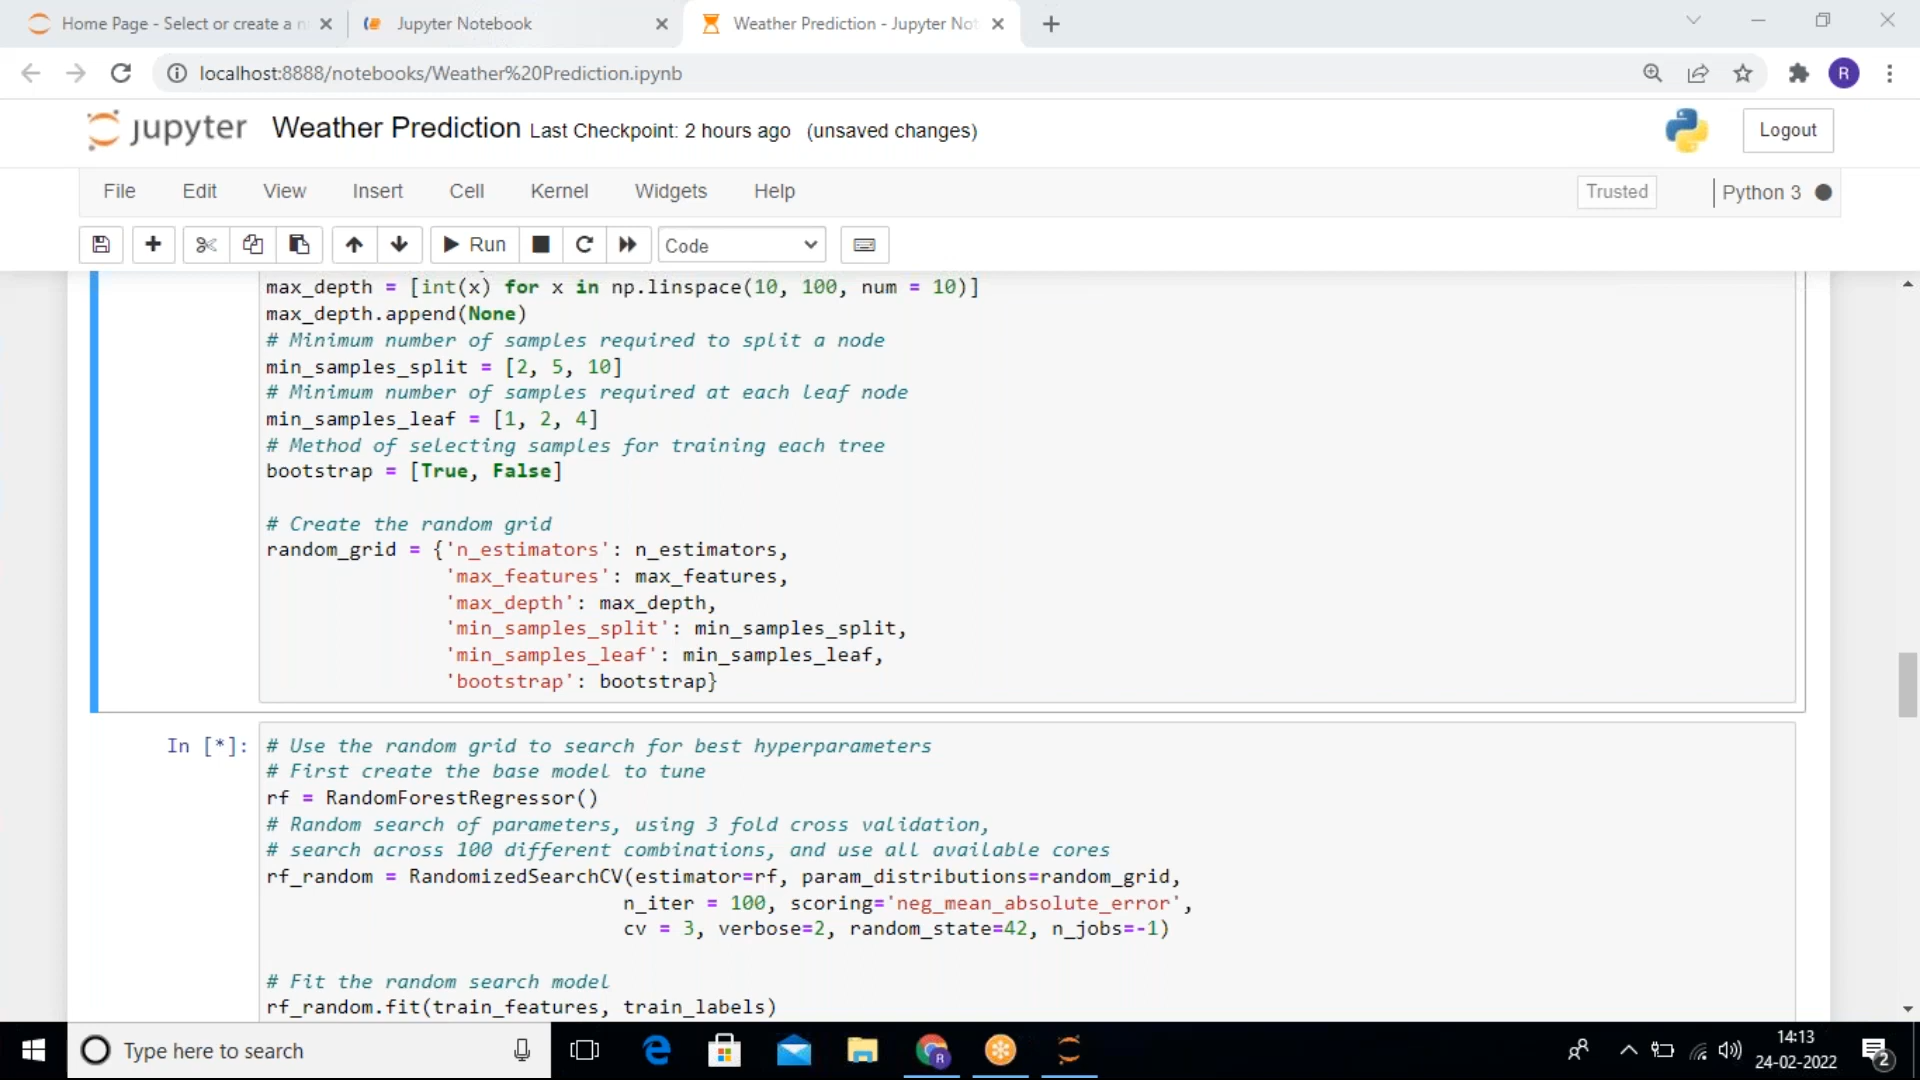 Home Page - Select or create a n
Jupyter Notebook
Weather Prediction - Jupyter Not
localhost:8888/notebooks/Weather%20Prediction.ipynb
R
jupyter Weather Prediction Last Checkpoint: 2 hours ago (unsaved changes)
Logout
File Edit View Insert Cell Kernel Widgets Help
Trusted
Python 3
Run
Code
max_depth = [int(x) for x in np.linspace(10, 100, num = 10)]
max_depth.append(None)
# Minimum number of samples required to split a node
min_samples_split = [2, 5, 10]
# Minimum number of samples required at each leaf node
min_samples_leaf = [1, 2, 4]
# Method of selecting samples for training each tree
bootstrap = [True, False]
# Create the random grid
random_grid = {'n_estimators': n_estimators,
'max_features': max_features,
'max_depth': max_depth,
'min_samples_split': min_samples_split,
'min_samples_leaf': min_samples_leaf,
'bootstrap': bootstrap}
In [*]: # Use the random grid to search for best hyperparameters
# First create the base model to tune
rf = RandomForestRegressor()
# Random search of parameters, using 3 fold cross validation,
# search across 100 different combinations, and use all available cores
rf_random = RandomizedSearchCV(estimator=rf, param_distributions=random_grid,
n_iter = 100, scoring='neg_mean_absolute_error',
cv = 3, verbose=2, random_state=42, n_jobs=-1)
# Fit the random search model
rf_random.fit(train_features, train_labels)
Type here to search
R
14:13
24-02-2022
2